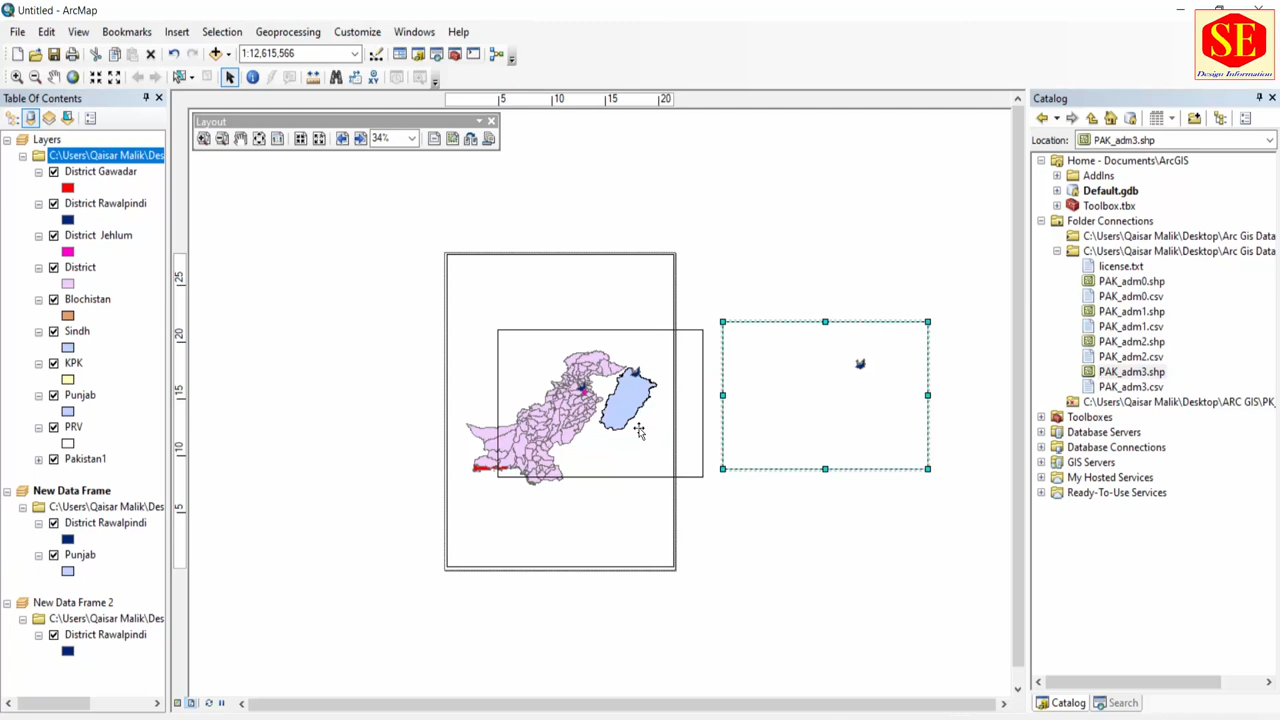 Untitled - ArcMap
SE
Design Information
File Edit View Bookmarks Insert Selection Geoprocessing Customize Windows Help
1:12,615,566
Table Of Contents
Layers
C:\Users\Qaisar Malik\Des
District Gawadar
District Rawalpindi
District Jehlum
District
Blochistan
Sindh
KPK
Punjab
PRV
Pakistan1
New Data Frame
C:\Users\Qaisar Malik\Des
District Rawalpindi
Punjab
New Data Frame 2
C:\Users\Qaisar Malik\Des
District Rawalpindi
5 10 15 20
Layout
34%
25
20
15
10
5
Catalog
Location: PAK_adm3.shp
Home - Documents\ArcGIS
AddIns
Default.gdb
Toolbox.tbx
Folder Connections
C:\Users\Qaisar Malik\Desktop\Arc Gis Data
C:\Users\Qaisar Malik\Desktop\Arc Gis Data
license.txt
PAK_adm0.shp
PAK_adm0.csv
PAK_adm1.shp
PAK_adm1.csv
PAK_adm2.shp
PAK_adm2.csv
PAK_adm3.shp
PAK_adm3.csv
C:\Users\Qaisar Malik\Desktop\ARC GIS\PK_
Toolboxes
Database Servers
Database Connections
GIS Servers
My Hosted Services
Ready-To-Use Services
Catalog Search